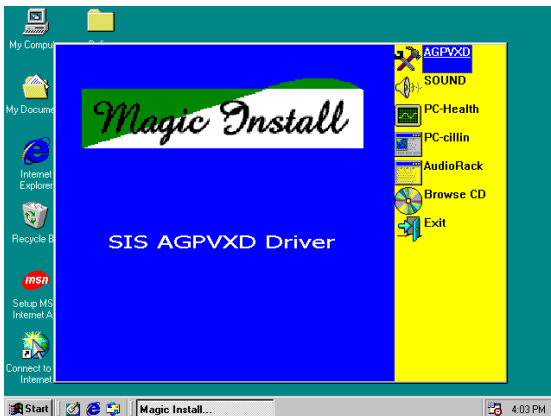 My Compu
My Docume
Internet
Explorer
Recycle B
msn
Setup MS
Internet A
Connect to
Internet
Magic Install
SIS AGPVXD Driver
AGPVXD
SOUND
PC-Health
PC-cillin
AudioRack
Browse CD
Exit
Start
Magic Install...
4:03 PM